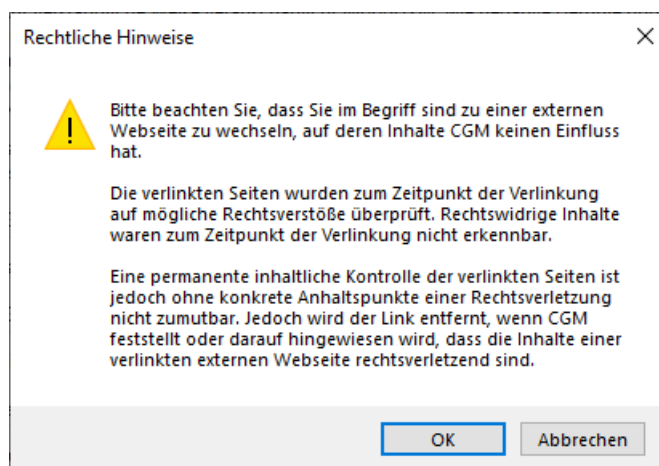 Rechtliche Hinweise
Bitte beachten Sie, dass Sie im Begriff sind zu einer externen
Webseite zu wechseln, auf deren Inhalte CGM keinen Einfluss
hat.
Die verlinkten Seiten wurden zum Zeitpunkt der Verlinkung
auf mögliche Rechtsverstöße überprüft. Rechtswidrige Inhalte
waren zum Zeitpunkt der Verlinkung nicht erkennbar.
Eine permanente inhaltliche Kontrolle der verlinkten Seiten ist
jedoch ohne konkrete Anhaltspunkte einer Rechtsverletzung
nicht zumutbar. Jedoch wird der Link entfernt, wenn CGM
feststellt oder darauf hingewiesen wird, dass die Inhalte einer
verlinkten externen Webseite rechtsverletzend sind.
OK Abbrechen